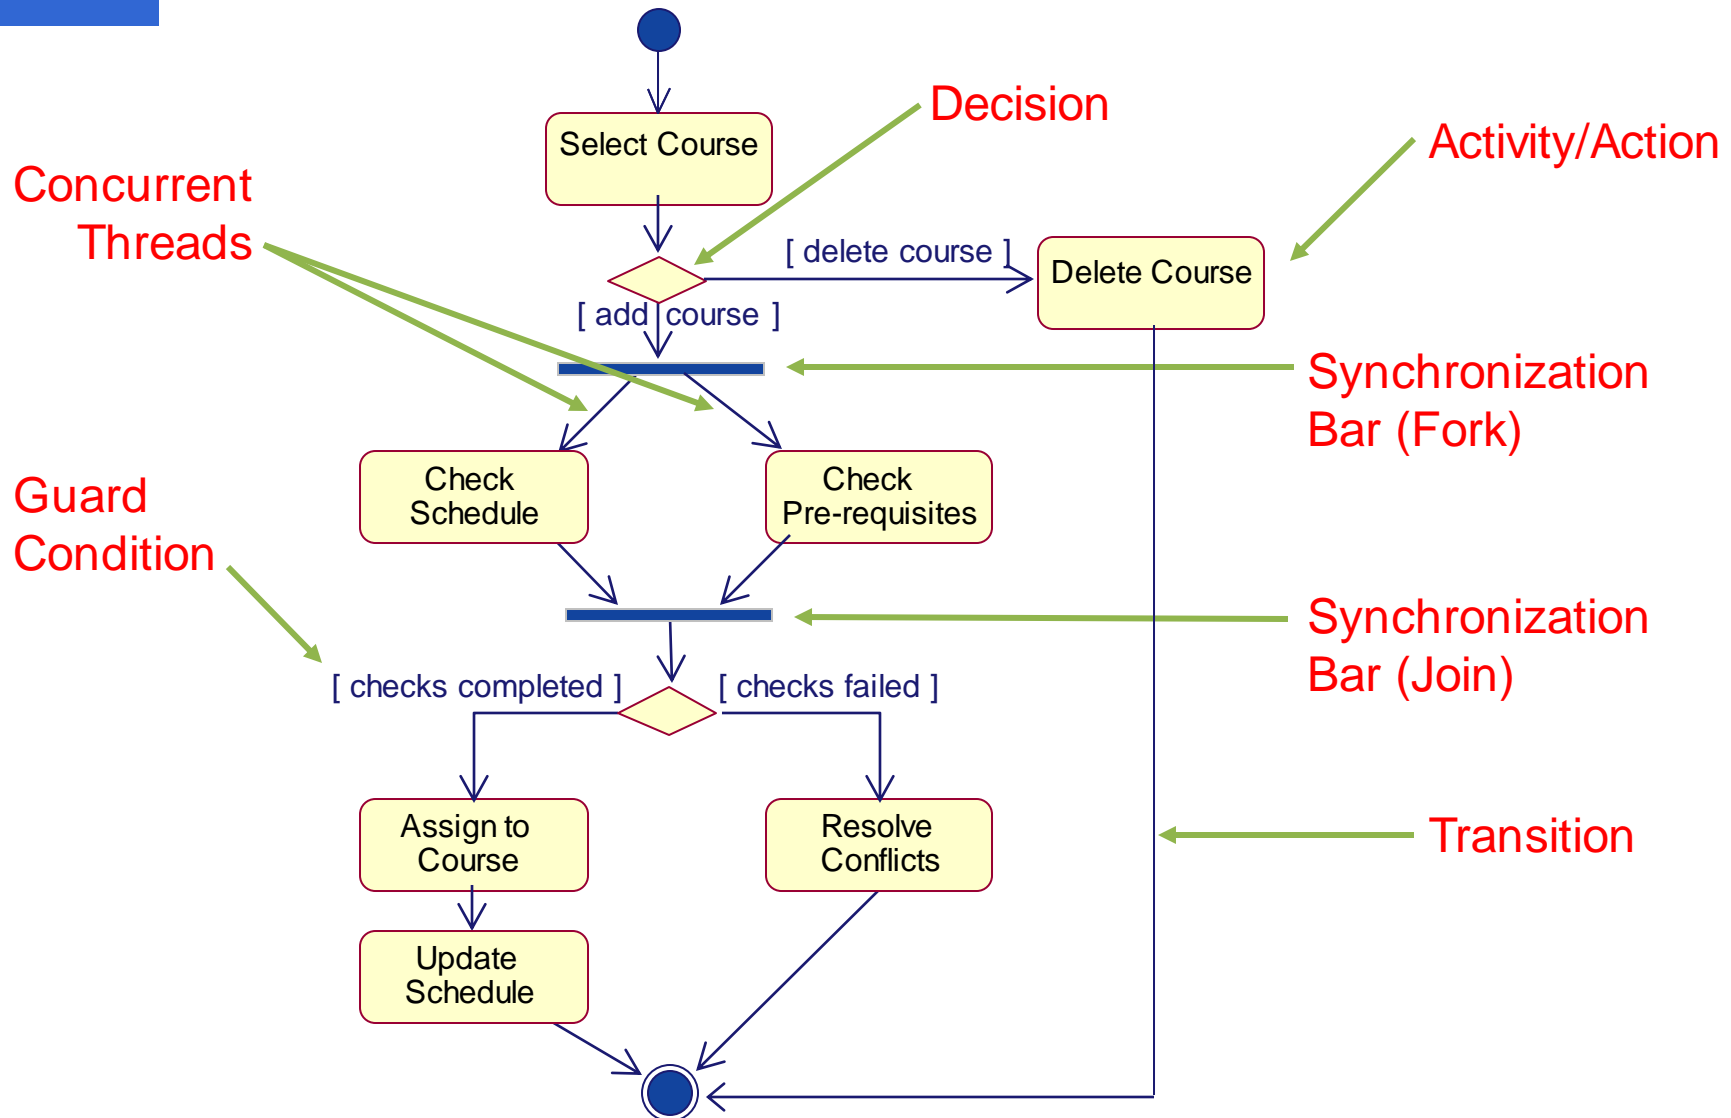 Decision
Select Course
Activity/Action
Concurrent
Threads
[ delete course ]
Delete Course
[ add course ]
Synchronization
Bar (Fork)
Check
Schedule
Check
Pre-requisites
Guard
Condition
Synchronization
Bar (Join)
[ checks completed ]
[ checks failed ]
Assign to
Course
Resolve
Conflicts
Transition
Update
Schedule